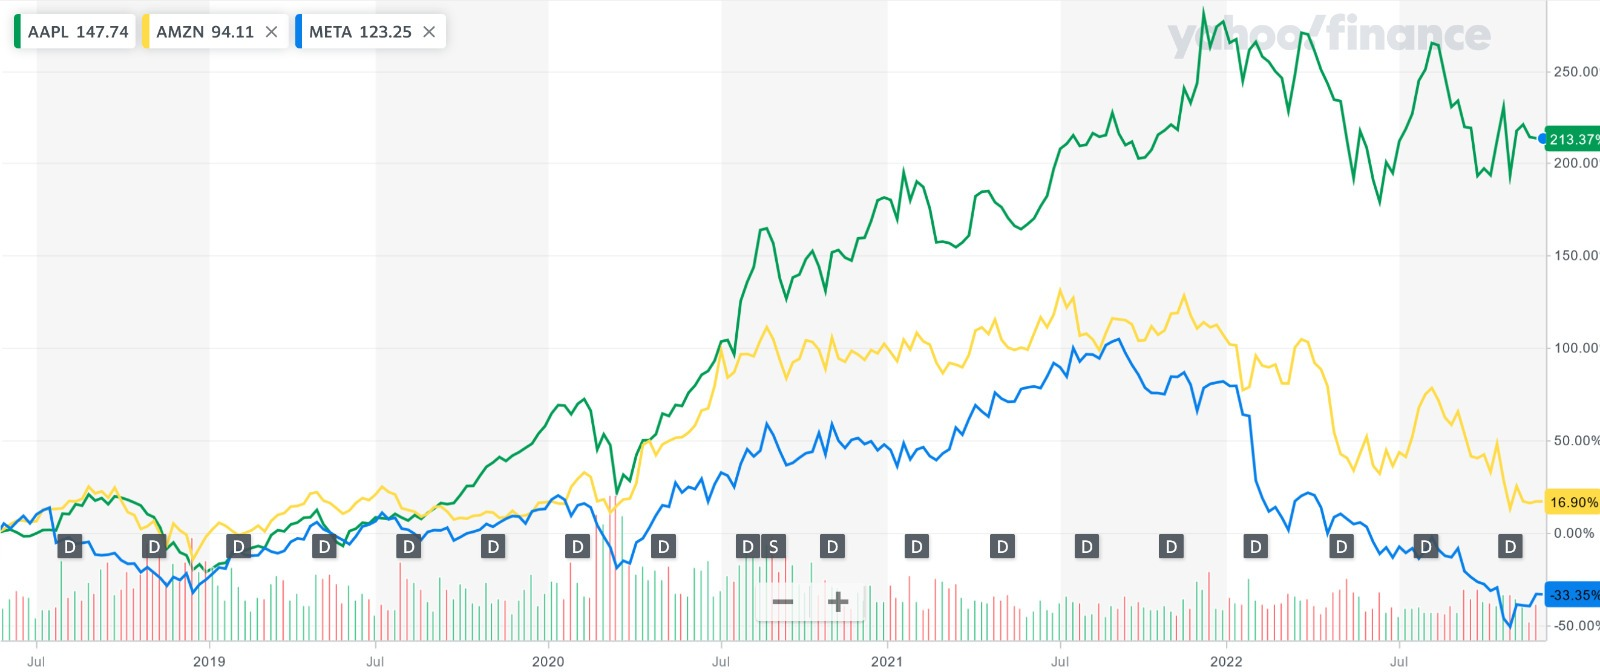 AAPL 147.74 AMZN 94.11 META 123.25
yahoo!finance
250.00%
213.37%
200.00%
150.00%
100.00%
50.00%
16.90%
0.00%
D D D D D D D D D S D D D D D D D D D
-33.35%
-50.00%
Jul 2019 Jul 2020 Jul 2021 Jul 2022 Jul